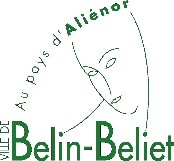 Au pays d'Aliénor
VILLE DE
Belin-Beliet